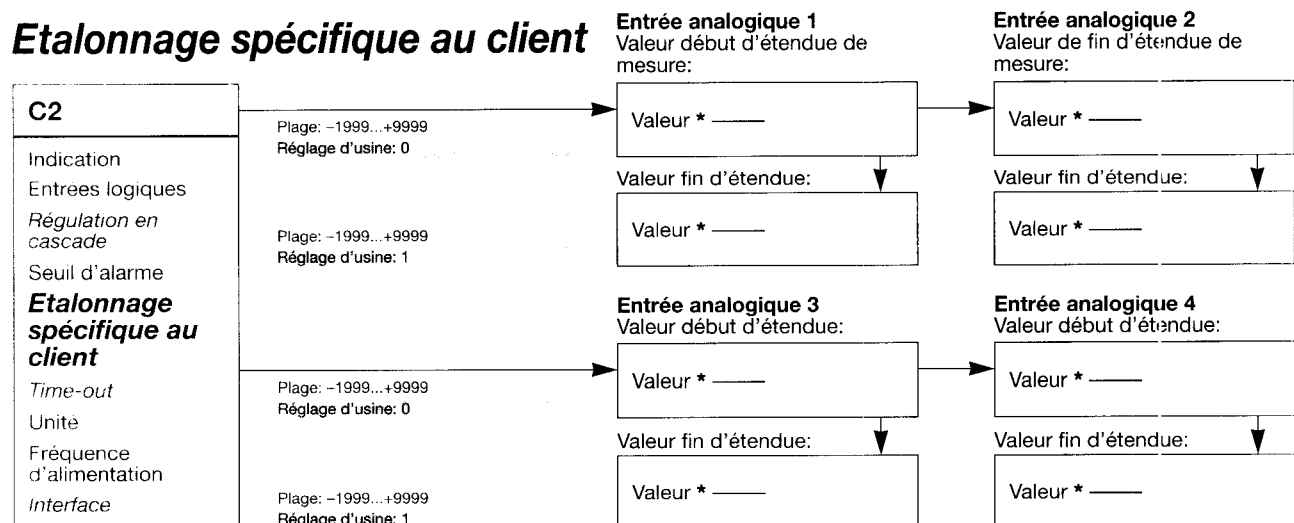 Etalonnage spécifique au client
Entrée analogique 1
Valeur début d'étendue de
mesure:
Entrée analogique 2
Valeur de fin d'étendue de
mesure:
C2
Indication
Entrées logiques
Régulation en
cascade
Seuil d'alarme
Etalonnage
spécifique au
client
Time-out
Unité
Fréquence
d'alimentation
Interface
Plage: –1999...+9999
Réglage d'usine: 0
Valeur *
Valeur *
Valeur fin d'étendue:
Valeur fin d'étendue:
Plage: –1999...+9999
Réglage d'usine: 1
Valeur *
Valeur *
Entrée analogique 3
Valeur début d'étendue:
Entrée analogique 4
Valeur début d'étendue:
Plage: –1999...+9999
Réglage d'usine: 0
Valeur *
Valeur *
Valeur fin d'étendue:
Valeur fin d'étendue:
Plage: –1999...+9999
Réglage d'usine: 1
Valeur *
Valeur *